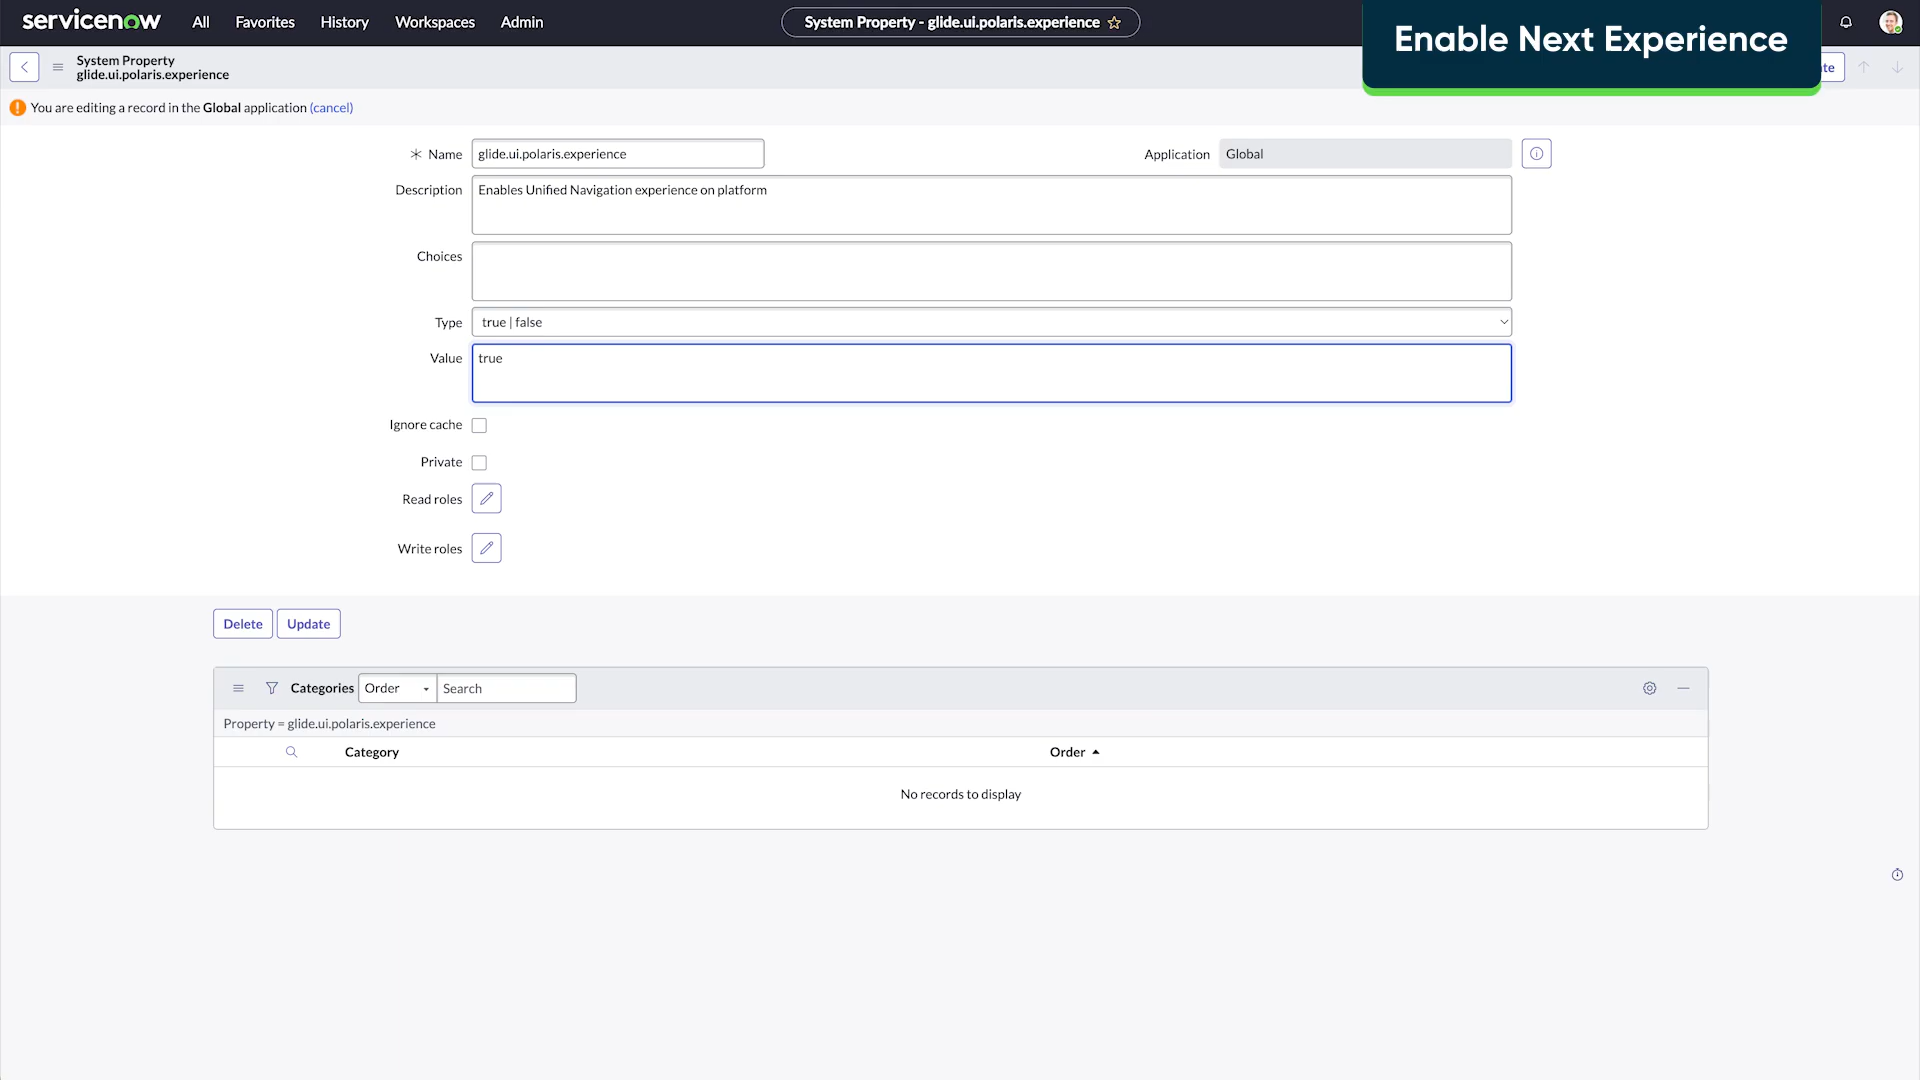 servicenow All Favorites History Workspaces Admin System Property - glide.ui.polaris.experience
Enable Next Experience
System Property
glide.ui.polaris.experience
te
You are editing a record in the Global application (cancel)
Name glide.ui.polaris.experience Application Global
Description Enables Unified Navigation experience on platform
Choices
Type true | false
Value true
Ignore cache
Private
Read roles
Write roles
Delete Update
Categories Order Search
Property = glide.ui.polaris.experience
Category Order
No records to display